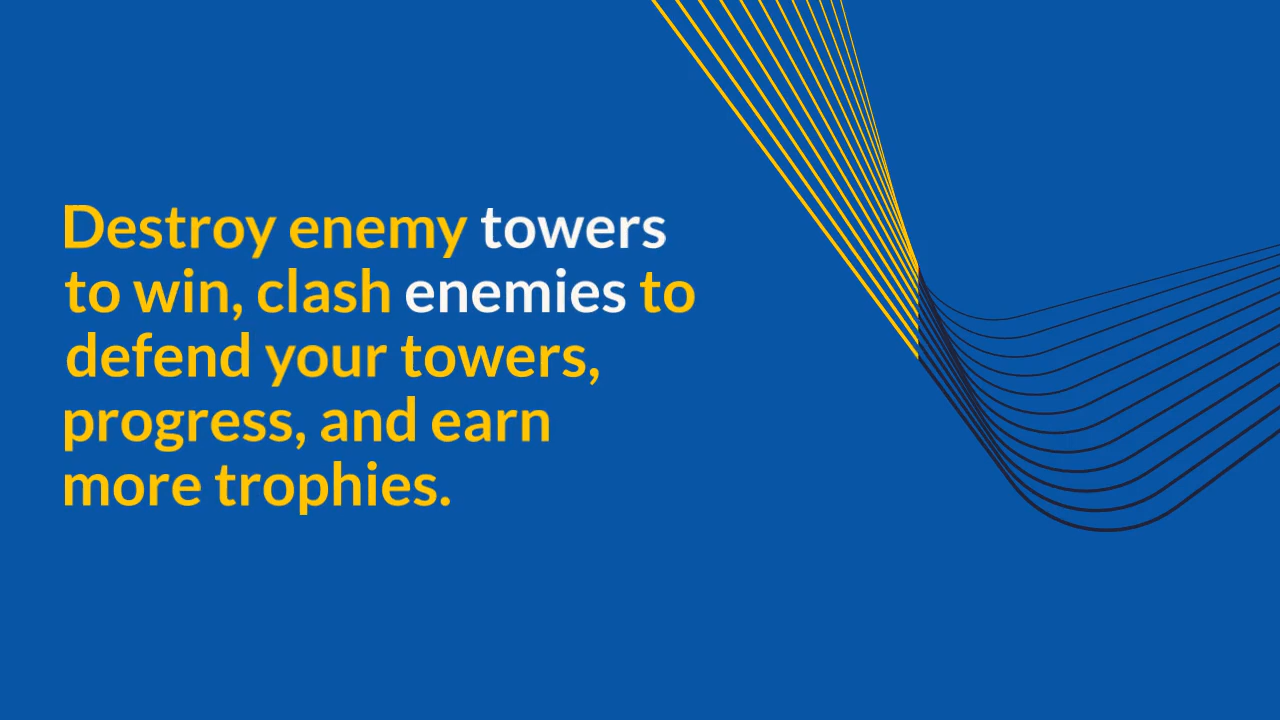 Destroy enemy towers
to win, clash enemies to
defend your towers,
progress, and earn
more trophies.